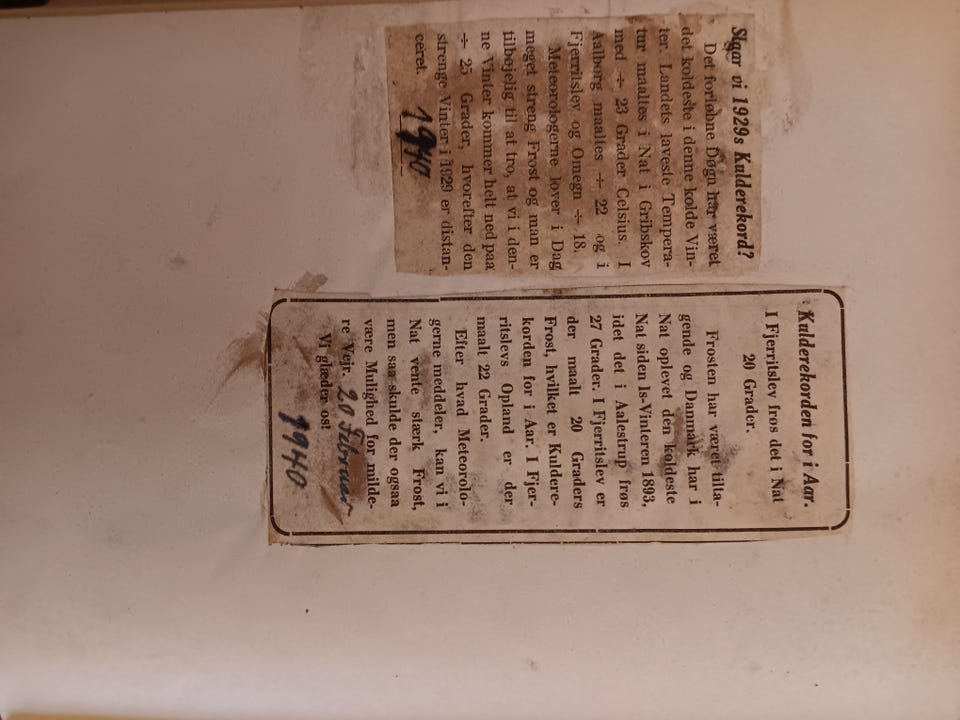 Slaar vi 1929s Kulderekord?
Det forløbne Døgn har været
det koldeste i denne kolde Vin-
ter. Landets laveste Tempera-
tur maaltes i Nat i Gribskov
med ÷ 23 Grader Celsius. I
Aalborg maaltes ÷ 22 og i
Fjerritslev og Omegn ÷ 18.
Meteorologerne lover i Dag
meget streng Frost og man er
tilbøjelig til at tro, at vi i den-
ne Vinter kommer helt ned paa
÷ 25 Grader, hvorefter den
strenge Vinter i 1929 er distan-
ceret.
1940
Kulderekorden for i Aar.
I Fjerritslev frøs det i Nat
20 Grader.
Frosten har været tilta-
gende og Danmark har i
Nat oplevet den koldeste
Nat siden Is-Vinteren 1893,
idet det i Aalestrup frøs
27 Grader. I Fjerritslev er
der maalt 20 Graders
Frost, hvilket er Kuldere-
korden for i Aar. I Fjer-
ritslevs Opland er der
maalt 22 Grader.
Efter hvad Meteorolo-
gerne meddeler, kan vi i
Nat vente stærk Frost,
men saa skulde der ogsaa
være Mulighed for milde-
re Vejr.
Vi glæder os!
20 Februar
1940